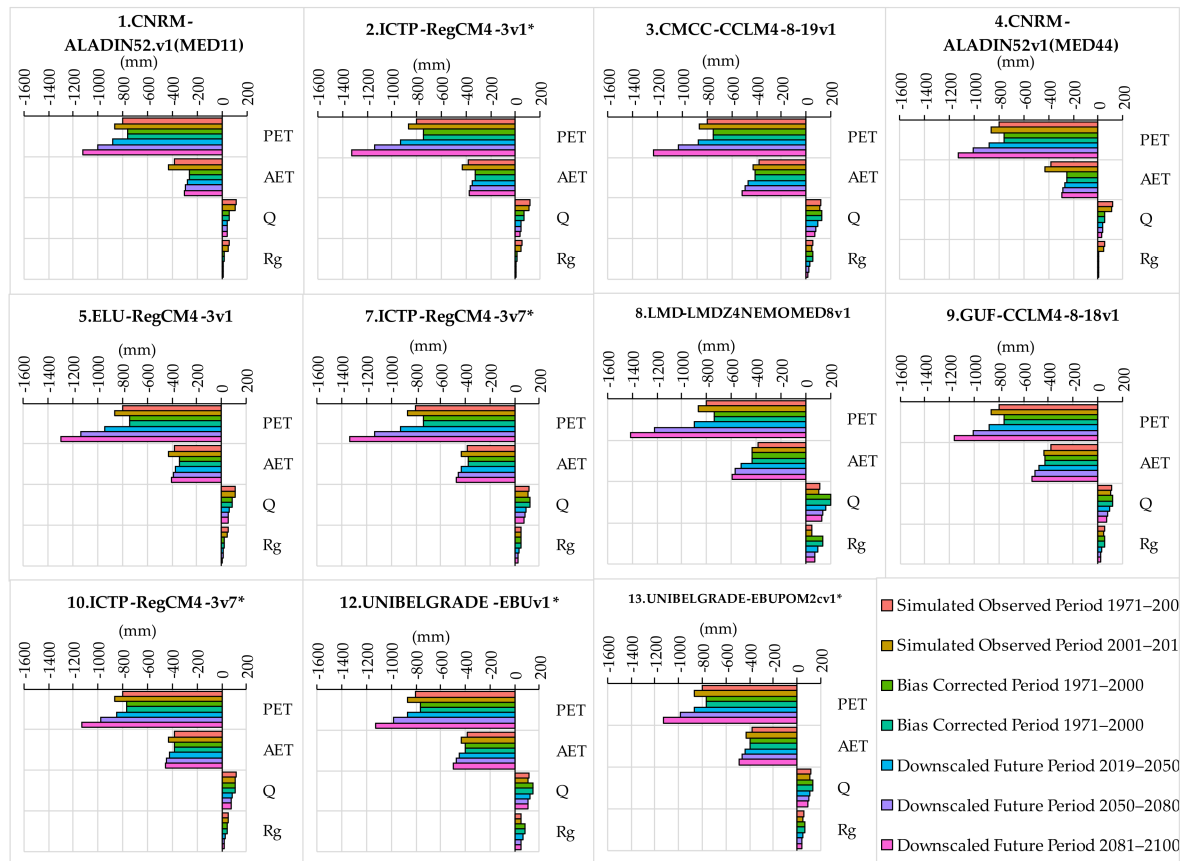 1.CNRM-
ALADIN52.v1(MED11)
(mm)
-1600 -1400 -1200 -1000 -800 -600 -400 -200 0 200
PET
AET
Q
Rg
2.ICTP-RegCM4-3v1*
(mm)
-1600 -1400 -1200 -1000 -800 -600 -400 -200 0 200
PET
AET
Q
Rg
3.CMCC-CCLM4-8-19v1
(mm)
-1600 -1400 -1200 -1000 -800 -600 -400 -200 0 200
PET
AET
Q
Rg
4.CNRM-
ALADIN52v1(MED44)
(mm)
-1600 -1400 -1200 -1000 -800 -600 -400 -200 0 200
PET
AET
Q
Rg
5.ELU-RegCM4-3v1
(mm)
-1600 -1400 -1200 -1000 -800 -600 -400 -200 0 200
PET
AET
Q
Rg
7.ICTP-RegCM4-3v7*
(mm)
-1600 -1400 -1200 -1000 -800 -600 -400 -200 0 200
PET
AET
Q
Rg
8.LMD-LMDZ4NEMOMED8v1
(mm)
-1600 -1400 -1200 -1000 -800 -600 -400 -200 0 200
PET
AET
Q
Rg
9.GUF-CCLM4-8-18v1
(mm)
-1600 -1400 -1200 -1000 -800 -600 -400 -200 0 200
PET
AET
Q
Rg
10.ICTP-RegCM4-3v7*
(mm)
-1600 -1400 -1200 -1000 -800 -600 -400 -200 0 200
PET
AET
Q
Rg
12.UNIBELGRADE -EBUv1*
(mm)
-1600 -1400 -1200 -1000 -800 -600 -400 -200 0 200
PET
AET
Q
Rg
13.UNIBELGRADE-EBUPOM2cv1*
(mm)
-1600 -1400 -1200 -1000 -800 -600 -400 -200 0 200
PET
AET
Q
Rg
Simulated Observed Period 1971–200
Simulated Observed Period 2001–201
Bias Corrected Period 1971–2000
Bias Corrected Period 1971–2000
Downscaled Future Period 2019–2050
Downscaled Future Period 2050–2080
Downscaled Future Period 2081–2100